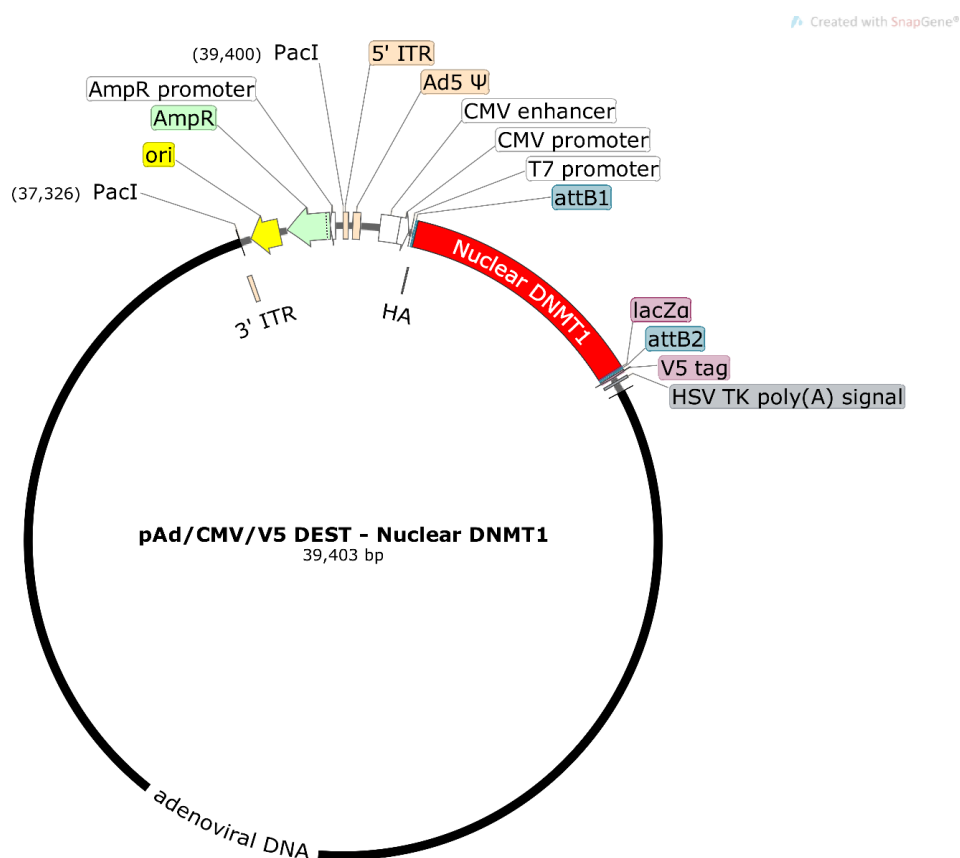 Created with SnapGene®
(39,400) PacI
5' ITR
AmpR promoter
Ad5 Ψ
AmpR
CMV enhancer
CMV promoter
ori
T7 promoter
(37,326) PacI
attB1
Nuclear DNMT1
3' ITR
HA
lacZα
attB2
V5 tag
HSV TK poly(A) signal
pAd/CMV/V5 DEST - Nuclear DNMT1
39,403 bp
adenoviral DNA